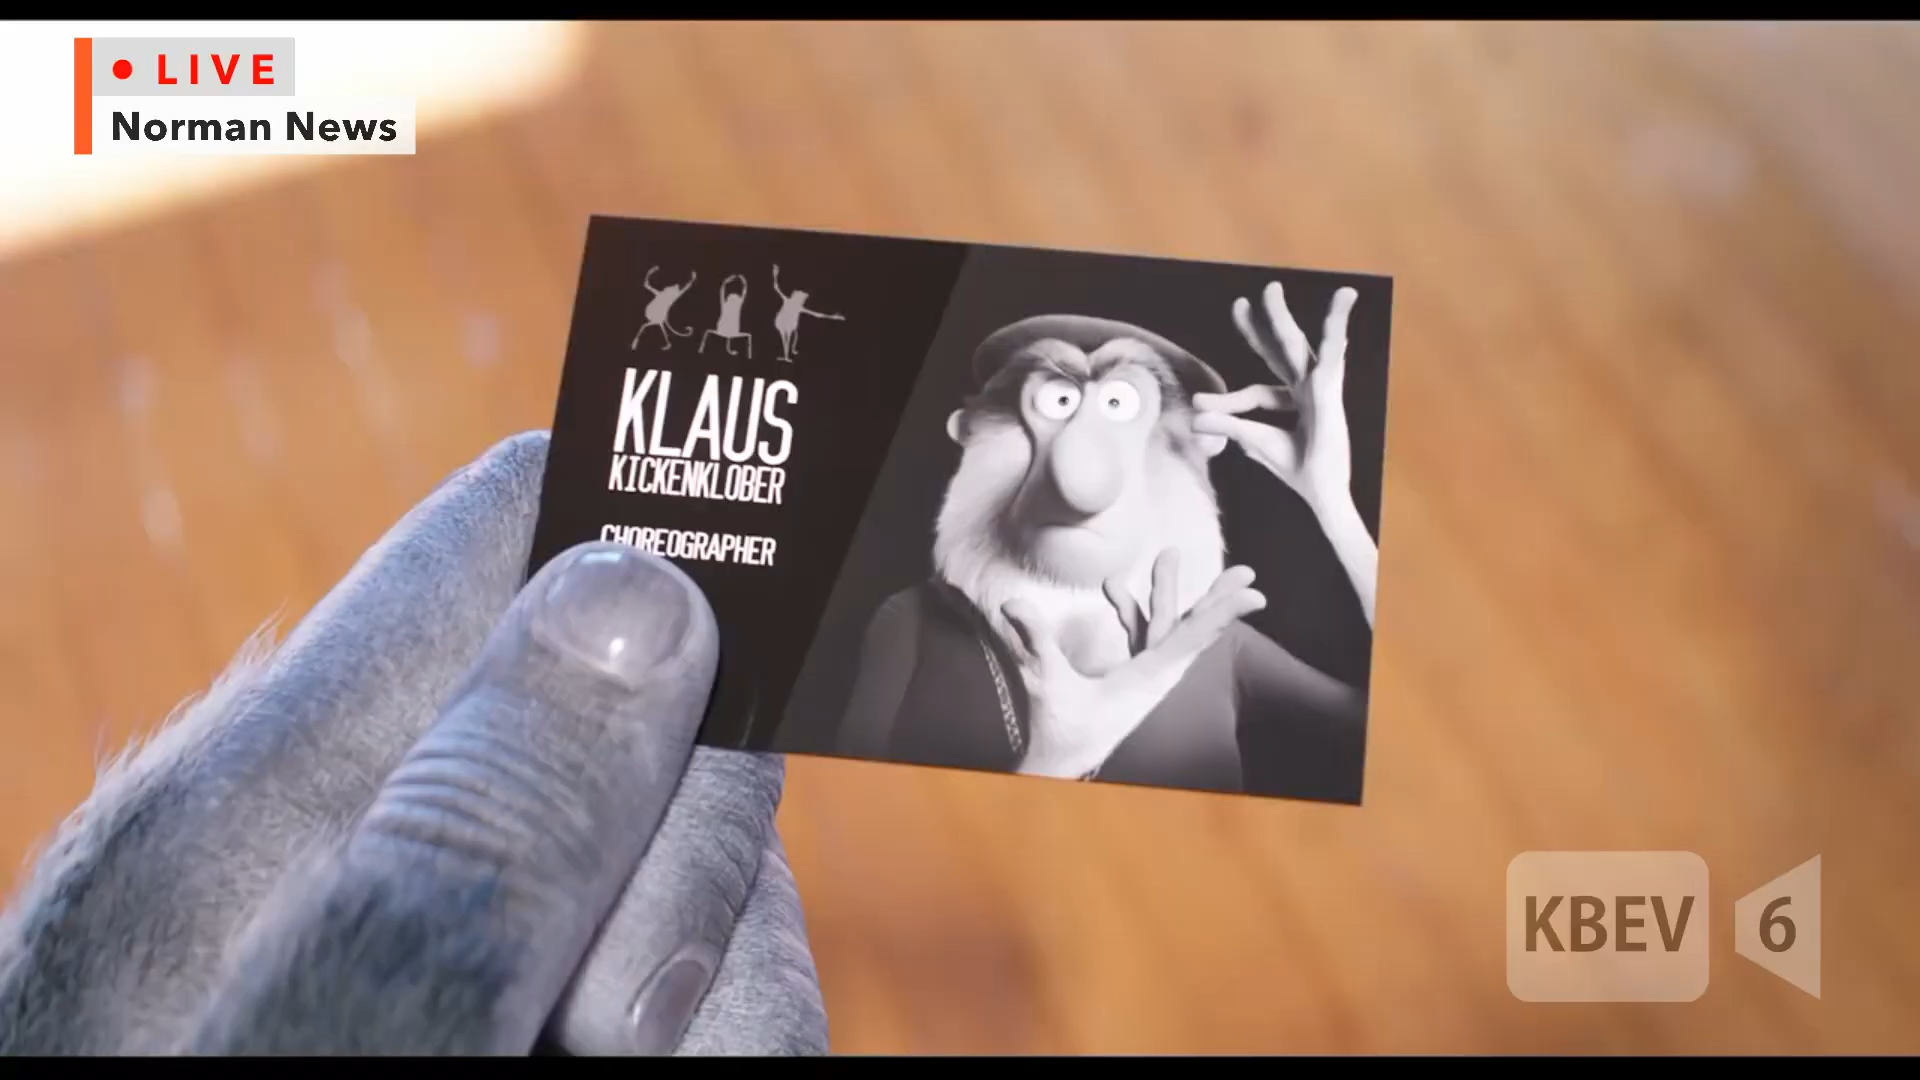 LIVE
Norman News
KLAUS
KICKENKLOBER
CHOREOGRAPHER
KBEV 6